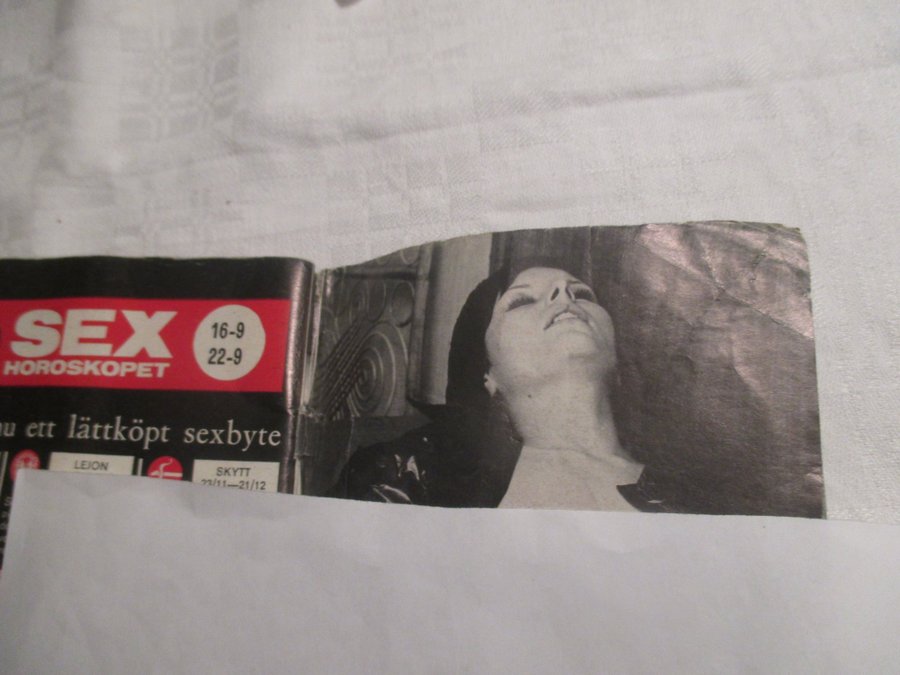 SEX
HOROSKOPET
16-9
22-9
ett lättköpt sexbyte
LEJON
SKYTT
23/11—21/12